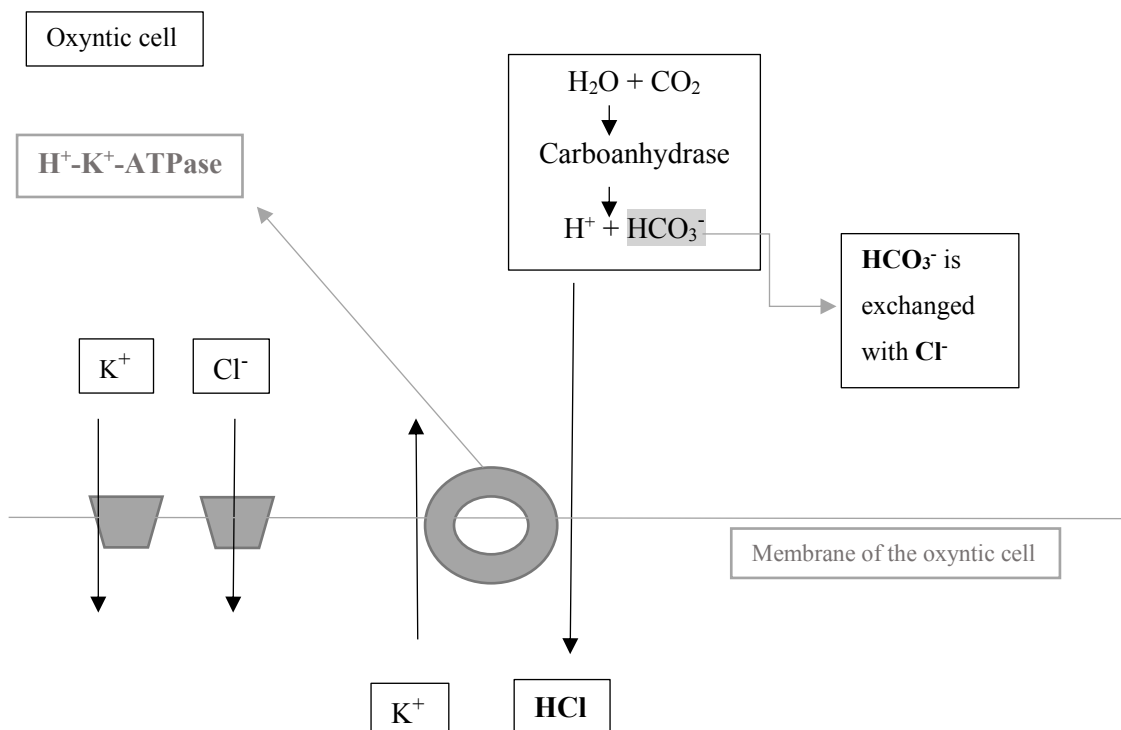 Oxyntic cell
H₂O + CO₂
H⁺-K⁺-ATPase
Carboanhydrase
H⁺ + HCO₃⁻
HCO₃⁻ is
exchanged
with Cl⁻
K⁺
Cl⁻
Membrane of the oxyntic cell
K⁺
HCl